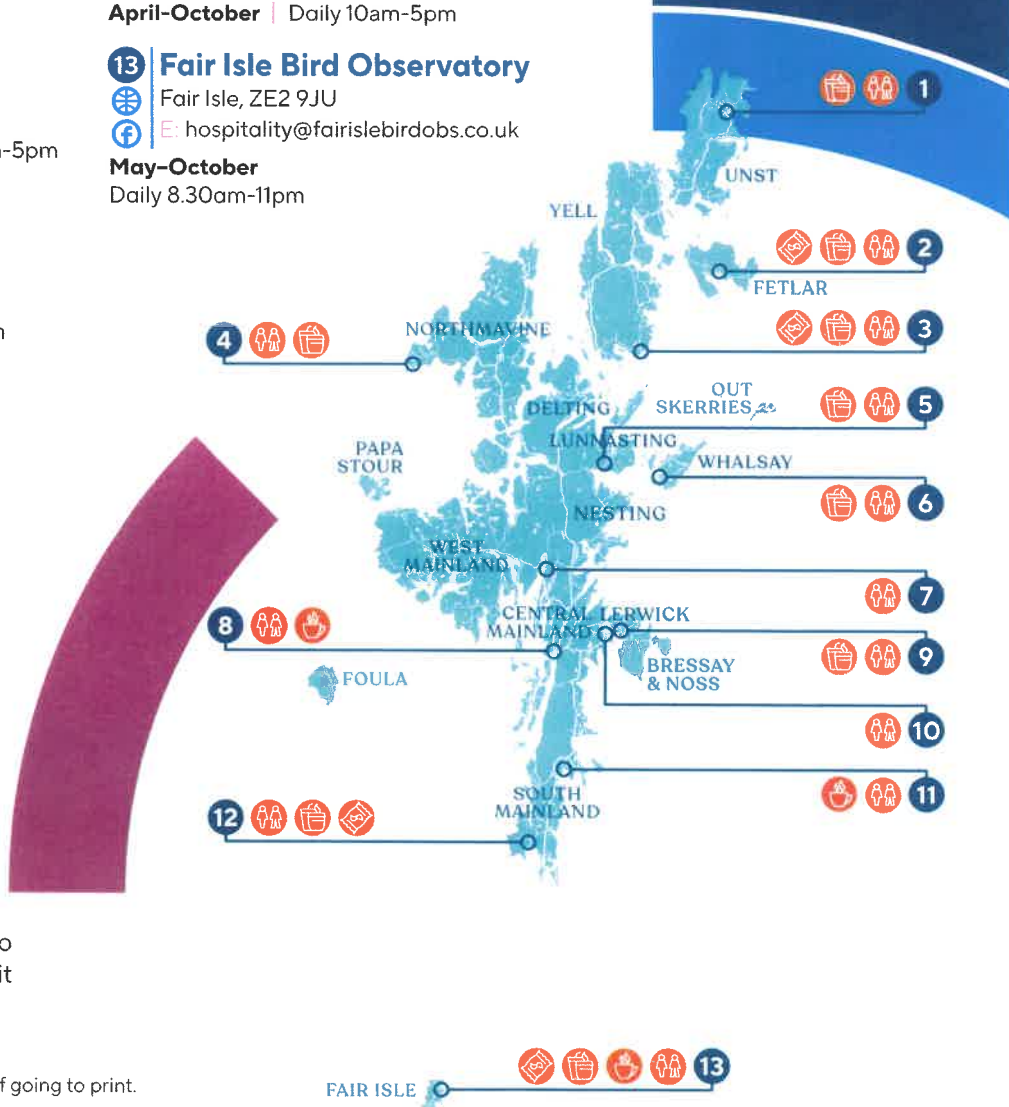 April-October | Daily 10am-5pm
13 Fair Isle Bird Observatory
Fair Isle, ZE2 9JU
E: hospitality@fairislebirdobs.co.uk
May-October
Daily 8.30am-11pm
-5pm
1
UNST
YELL
2
FETLAR
3
4
NORTHMAVINE
OUT
SKERRIES
5
DELTING
LUNNASTING
PAPA
STOUR
WHALSAY
6
NESTING
WEST
MAINLAND
7
8
CENTRAL
MAINLAND
LERWICK
9
BRESSAY
& NOSS
FOULA
10
11
SOUTH
MAINLAND
12
o
it
f going to print.
13
FAIR ISLE